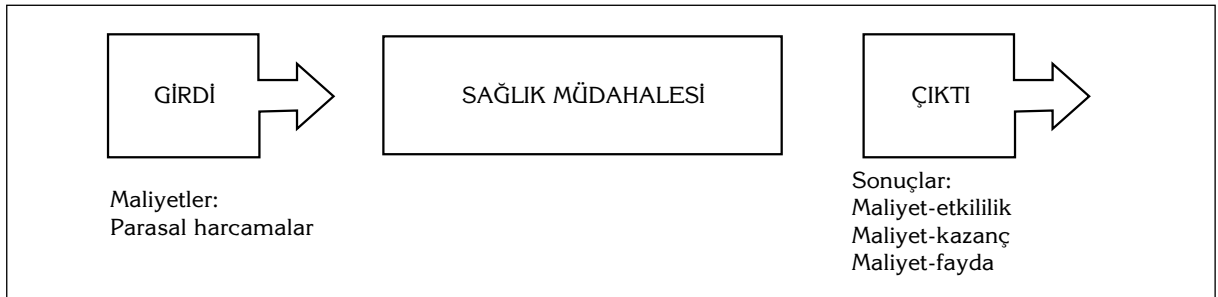 GİRDİ
SAĞLIK MÜDAHALESİ
ÇIKTI
Maliyetler:
Parasal harcamalar
Sonuçlar:
Maliyet-etkililik
Maliyet-kazanç
Maliyet-fayda